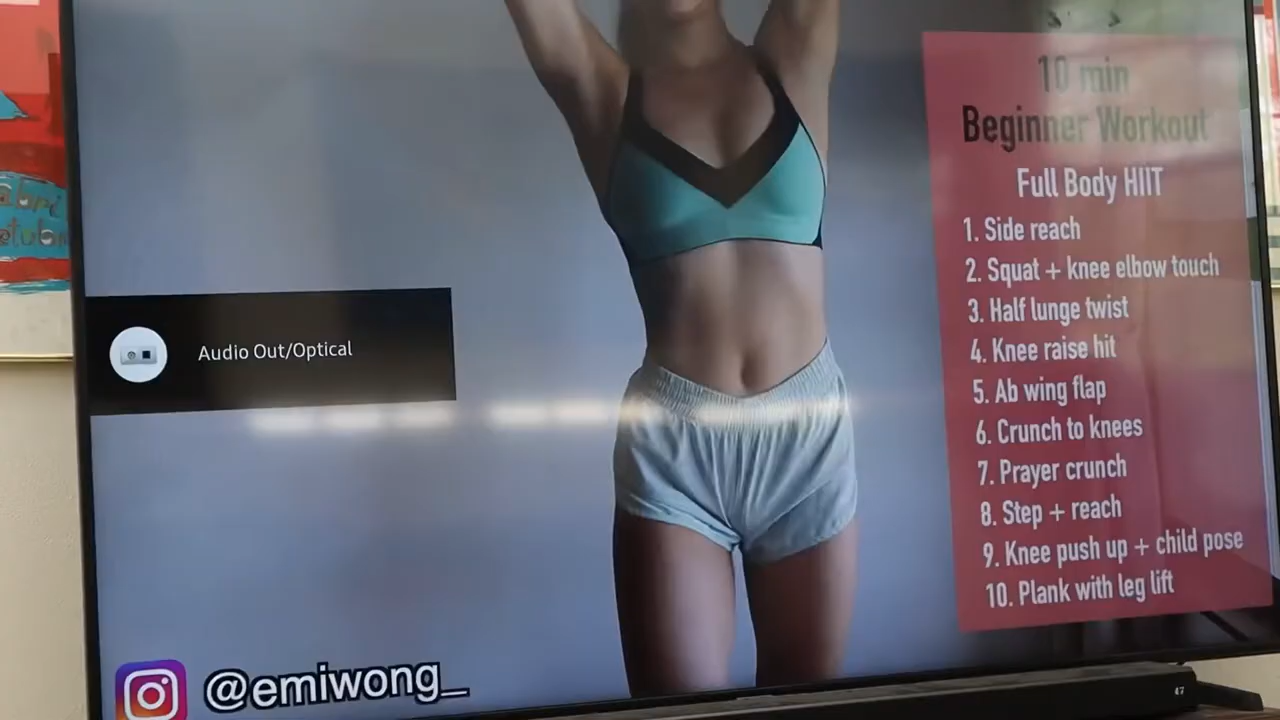 10 min
Beginner Workout
Full Body HIIT
1. Side reach
2. Squat + knee elbow touch
3. Half lunge twist
4. Knee raise hit
5. Ab wing flap
6. Crunch to knees
7. Prayer crunch
8. Step + reach
9. Knee push up + child pose
10. Plank with leg lift
Audio Out/Optical
@emiwong_
47